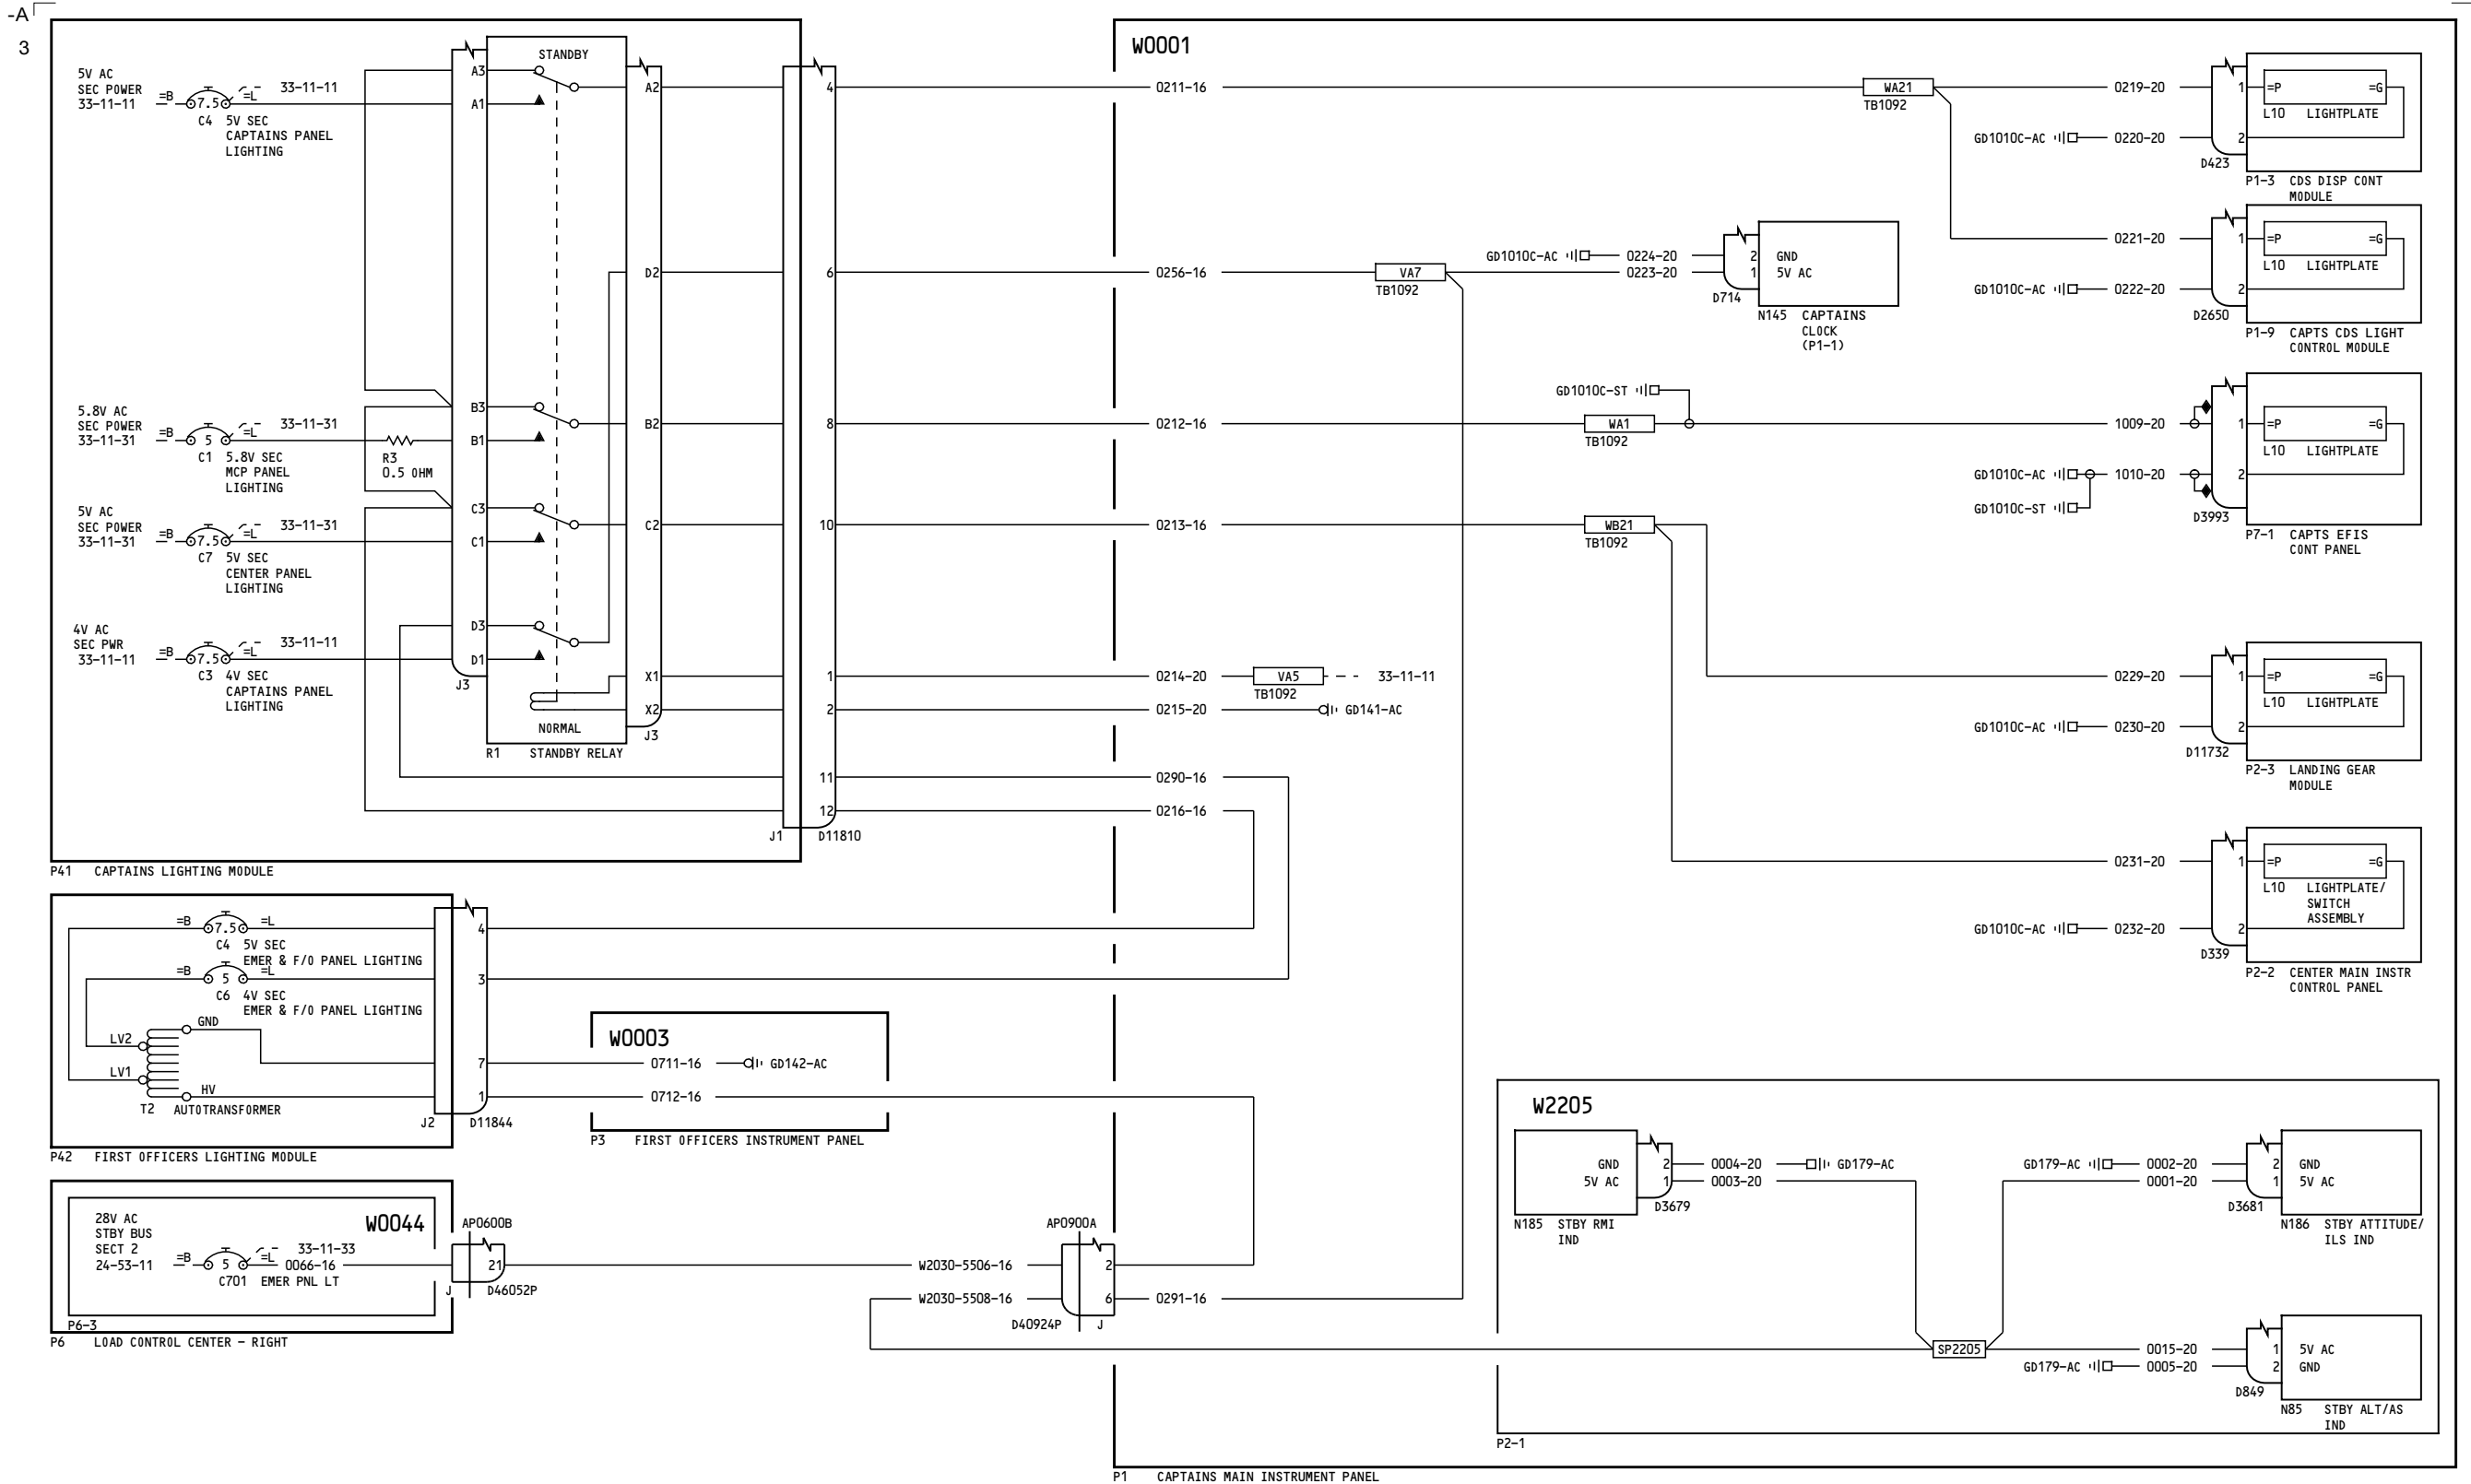 -A
3
5V AC
SEC POWER
33-11-11
=B
7.5
=L
33-11-11
C4 5V SEC
CAPTAINS PANEL
LIGHTING
5.8V AC
SEC POWER
33-11-31
=B
5
=L
33-11-31
C1 5.8V SEC
MCP PANEL
LIGHTING
R3
0.5 OHM
5V AC
SEC POWER
33-11-31
=B
7.5
=L
33-11-31
C7 5V SEC
CENTER PANEL
LIGHTING
4V AC
SEC PWR
33-11-11
=B
7.5
=L
33-11-11
C3 4V SEC
CAPTAINS PANEL
LIGHTING
A3
A1
B3
B1
C3
C1
D3
D1
J3
STANDBY
NORMAL
R1 STANDBY RELAY
A2
D2
B2
C2
X1
X2
J3
4
6
8
10
1
2
11
12
J1
D11810
P41 CAPTAINS LIGHTING MODULE
=B
7.5
=L
C4 5V SEC
EMER & F/O PANEL LIGHTING
=B
5
=L
C6 4V SEC
EMER & F/O PANEL LIGHTING
GND
LV2
LV1
HV
T2 AUTOTRANSFORMER
4
3
7
1
J2
D11844
P42 FIRST OFFICERS LIGHTING MODULE
W0003
0711-16
GD142-AC
0712-16
P3 FIRST OFFICERS INSTRUMENT PANEL
28V AC
STBY BUS
SECT 2
24-53-11
W0044
=B
5
=L
33-11-33
0066-16
C701 EMER PNL LT
AP0600B
21
J
D46052P
P6-3
P6 LOAD CONTROL CENTER - RIGHT
W2030-5506-16
W2030-5508-16
AP0900A
2
6
D40924P
J
W0001
0211-16
WA21
TB1092
0256-16
VA7
TB1092
GD1010C-AC
0224-20
0223-20
2 GND
1 5V AC
D714
N145 CAPTAINS
CLOCK
(P1-1)
GD1010C-ST
0212-16
WA1
TB1092
0213-16
WB21
TB1092
0214-20
VA5
TB1092
33-11-11
0215-20
GD141-AC
0290-16
0216-16
0291-16
0219-20
1
=P
=G
L10 LIGHTPLATE
GD1010C-AC
0220-20
2
D423
P1-3 CDS DISP CONT
MODULE
0221-20
1
=P
=G
L10 LIGHTPLATE
GD1010C-AC
0222-20
2
D2650
P1-9 CAPTS CDS LIGHT
CONTROL MODULE
1009-20
1
=P
=G
L10 LIGHTPLATE
GD1010C-AC
1010-20
2
GD1010C-ST
D3993
P7-1 CAPTS EFIS
CONT PANEL
0229-20
1
=P
=G
L10 LIGHTPLATE
GD1010C-AC
0230-20
2
D11732
P2-3 LANDING GEAR
MODULE
0231-20
1
=P
=G
L10 LIGHTPLATE/
SWITCH
ASSEMBLY
GD1010C-AC
0232-20
2
D339
P2-2 CENTER MAIN INSTR
CONTROL PANEL
W2205
GND
5V AC
2
1
0004-20
GD179-AC
0003-20
D3679
N185 STBY RMI
IND
GD179-AC
0002-20
2 GND
0001-20
1 5V AC
D3681
N186 STBY ATTITUDE/
ILS IND
SP2205
0015-20
1 5V AC
GD179-AC
0005-20
2 GND
D849
N85 STBY ALT/AS
IND
P2-1
P1 CAPTAINS MAIN INSTRUMENT PANEL